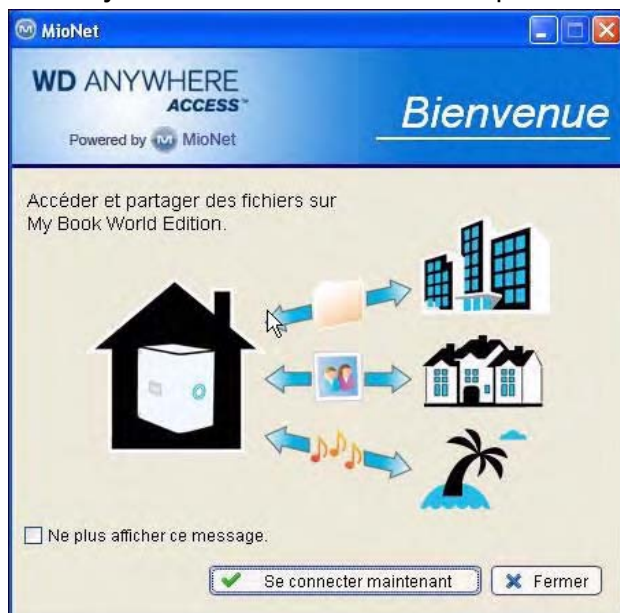 MioNet
WD ANYWHERE
ACCESS™
Powered by MioNet
Bienvenue
Accéder et partager des fichiers sur
My Book World Edition.
Ne plus afficher ce message.
Se connecter maintenant
Fermer